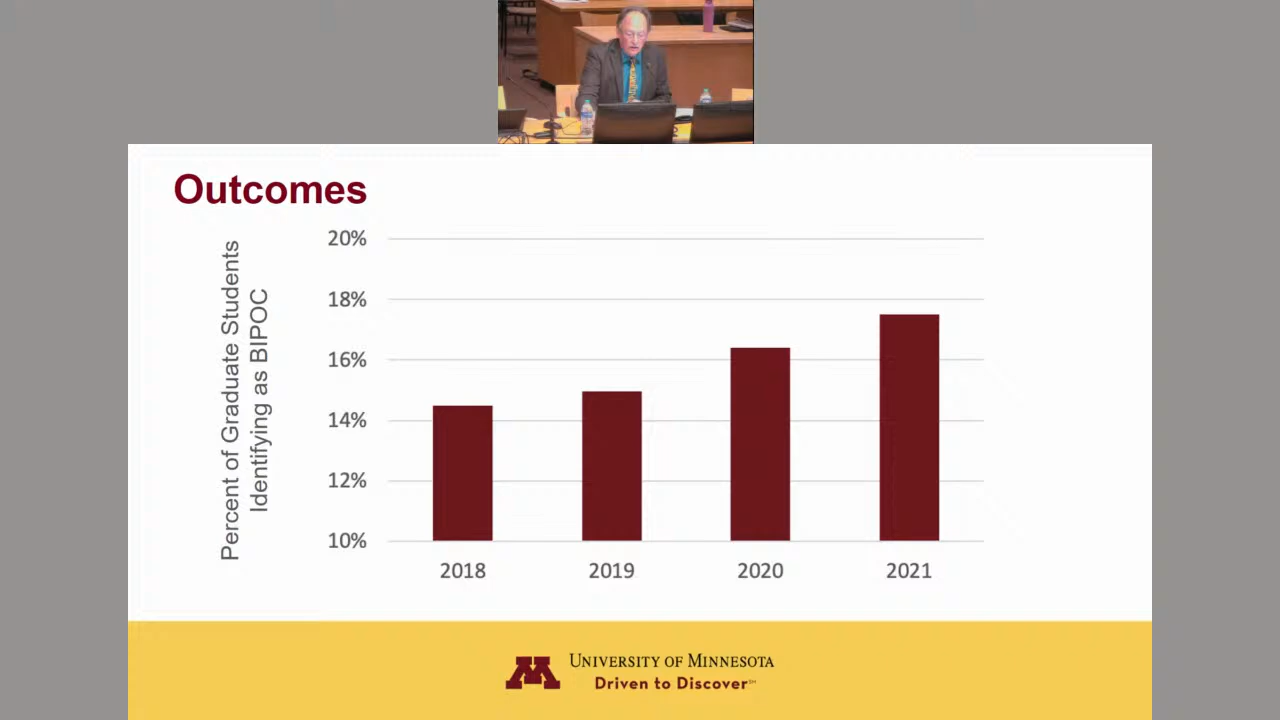 Outcomes
Percent of Graduate Students
Identifying as BIPOC
20%
18%
16%
14%
12%
10%
2018 2019 2020 2021
UNIVERSITY OF MINNESOTA
Driven to Discover℠